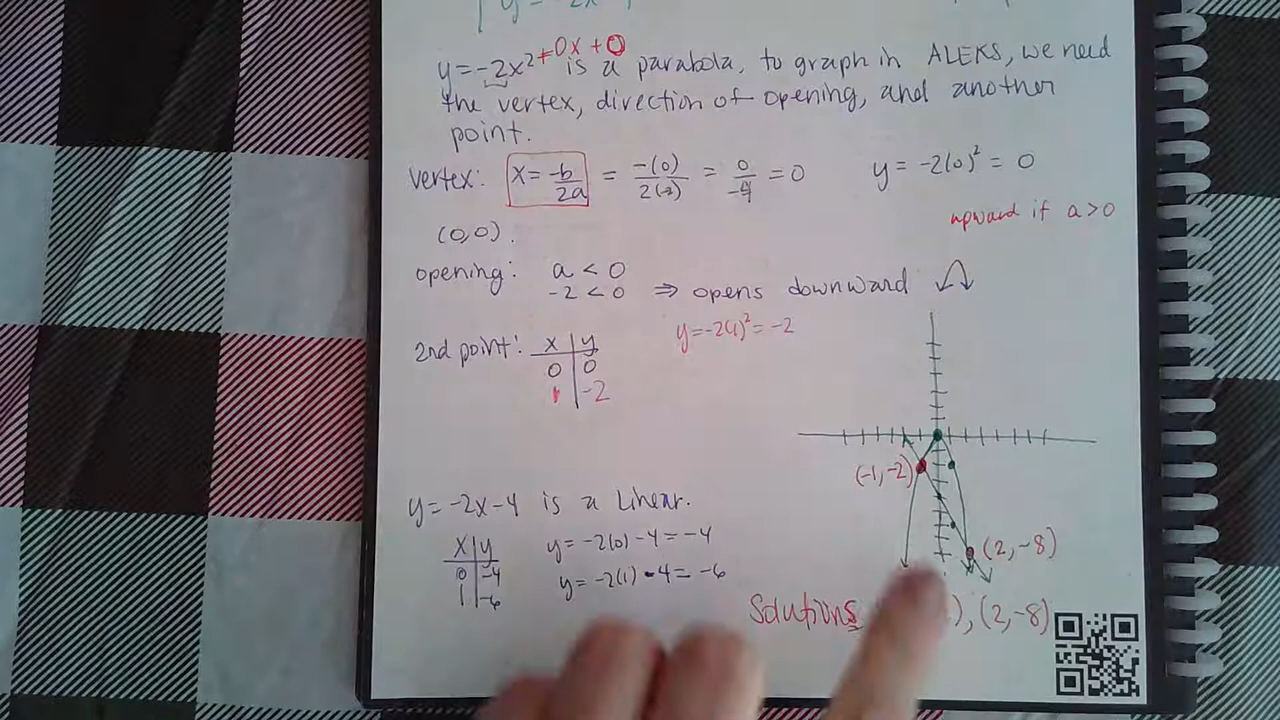 y = -2x
y = -2x² + 0x + 0 is a parabola, to graph in ALEKS, we need
the vertex, direction of opening, and another
point.
vertex: x = -b/2a = -(0)/2(-2) = 0/-4 = 0 y = -2(0)² = 0
upward if a > 0
(0,0).
opening: a < 0
-2 < 0 ⇒ opens downward
y = -2(1)² = -2
2nd point: x | y
0 | 0
1 | -2
(-1, -2)
y = -2x - 4 is a Linear.
x | y y = -2(0) - 4 = -4
0 | -4 (2, -8)
1 | -6 y = -2(1) - 4 = -6
Solutions ), (2, -8)